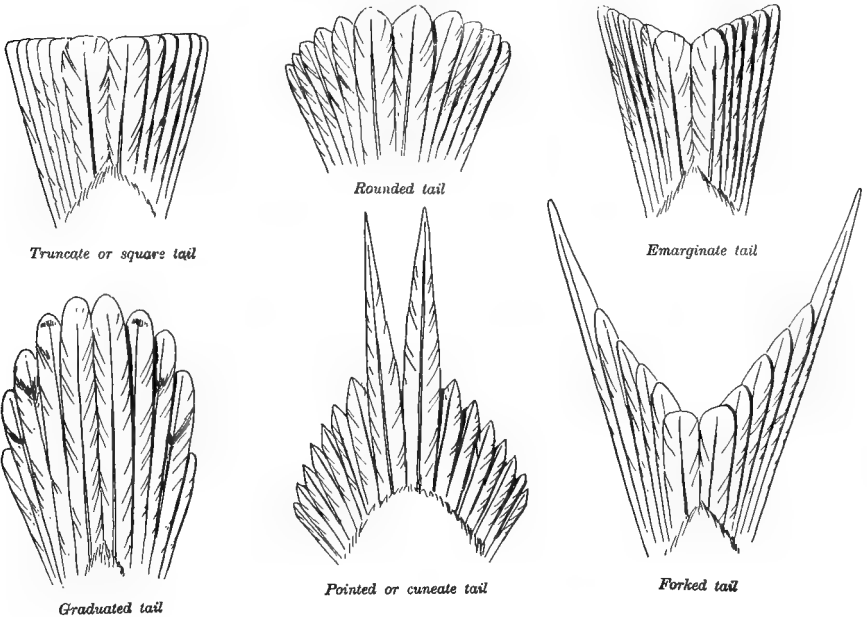 Rounded tail
Truncate or square tail
Emarginate tail
Graduated tail
Pointed or cuneate tail
Forked tail